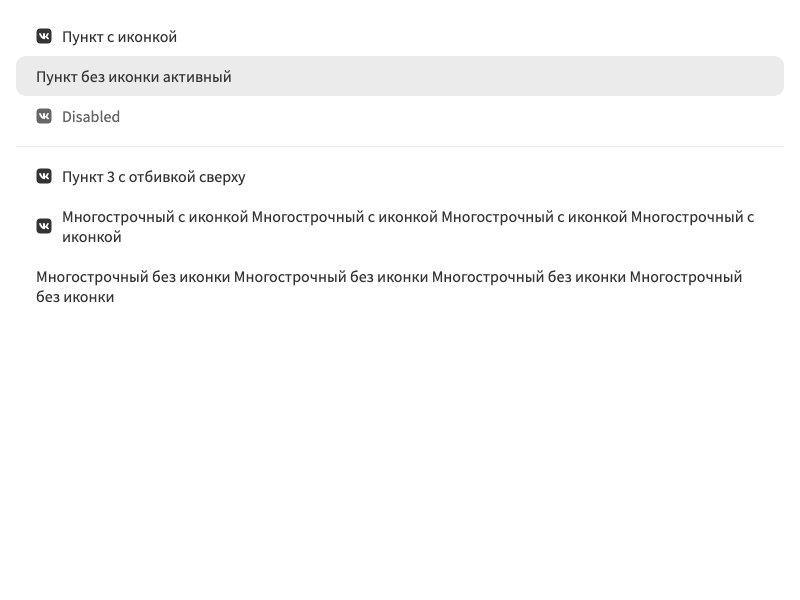 Пункт с иконкой
Пункт без иконки активный
Disabled
Пункт 3 с отбивкой сверху
Многострочный с иконкой Многострочный с иконкой Многострочный с иконкой Многострочный с
иконкой
Многострочный без иконки Многострочный без иконки Многострочный без иконки Многострочный
без иконки